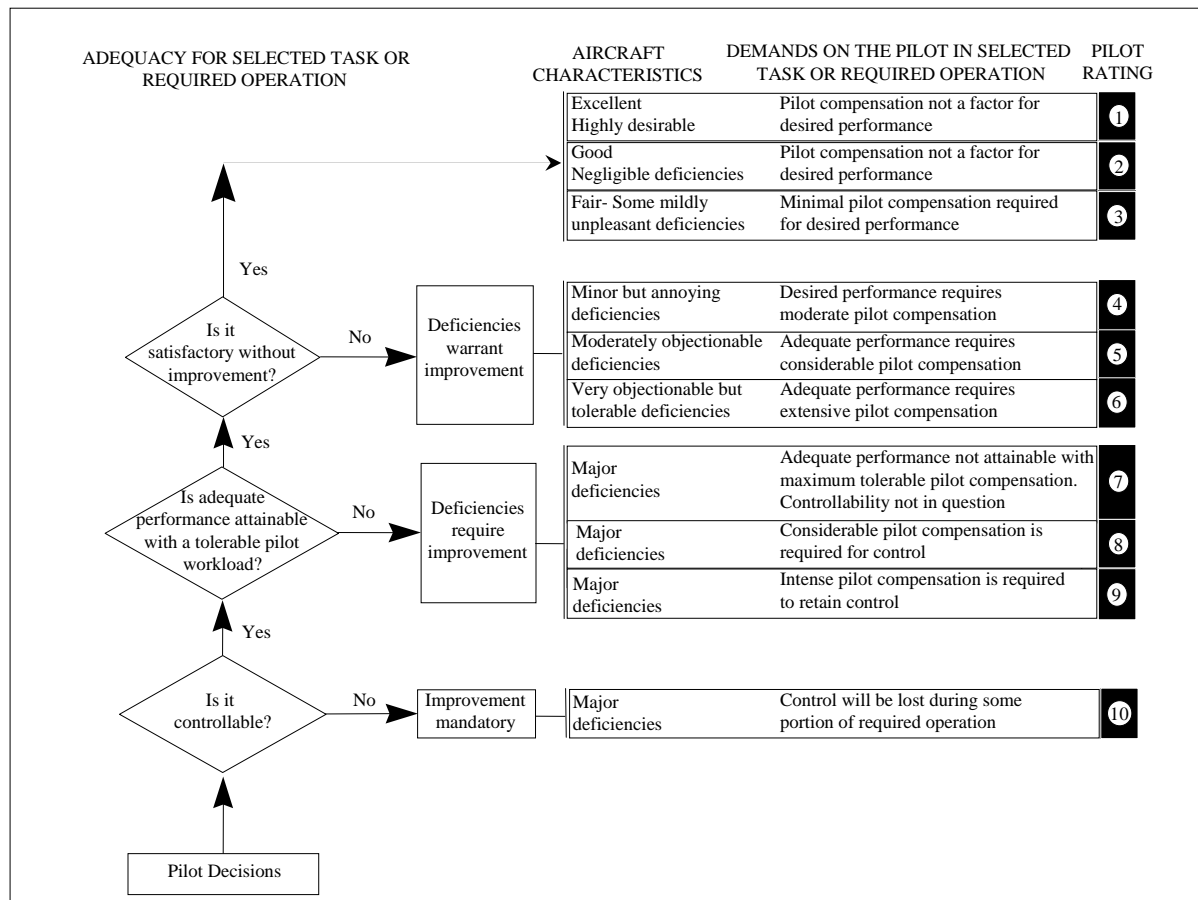 ADEQUACY FOR SELECTED TASK OR
REQUIRED OPERATION
AIRCRAFT
CHARACTERISTICS
DEMANDS ON THE PILOT IN SELECTED
TASK OR REQUIRED OPERATION
PILOT
RATING
Excellent
Highly desirable
Pilot compensation not a factor for
desired performance
1
Good
Negligible deficiencies
Pilot compensation not a factor for
desired performance
2
Fair- Some mildly
unpleasant deficiencies
Minimal pilot compensation required
for desired performance
3
Yes
Is it
satisfactory without
improvement?
No
Deficiencies
warrant
improvement
Minor but annoying
deficiencies
Desired performance requires
moderate pilot compensation
4
Moderately objectionable
deficiencies
Adequate performance requires
considerable pilot compensation
5
Very objectionable but
tolerable deficiencies
Adequate performance requires
extensive pilot compensation
6
Yes
Is adequate
performance attainable
with a tolerable pilot
workload?
No
Deficiencies
require
improvement
Major
deficiencies
Adequate performance not attainable with
maximum tolerable pilot compensation.
Controllability not in question
7
Major
deficiencies
Considerable pilot compensation is
required for control
8
Major
deficiencies
Intense pilot compensation is required
to retain control
9
Yes
Is it
controllable?
No
Improvement
mandatory
Major
deficiencies
Control will be lost during some
portion of required operation
10
Pilot Decisions